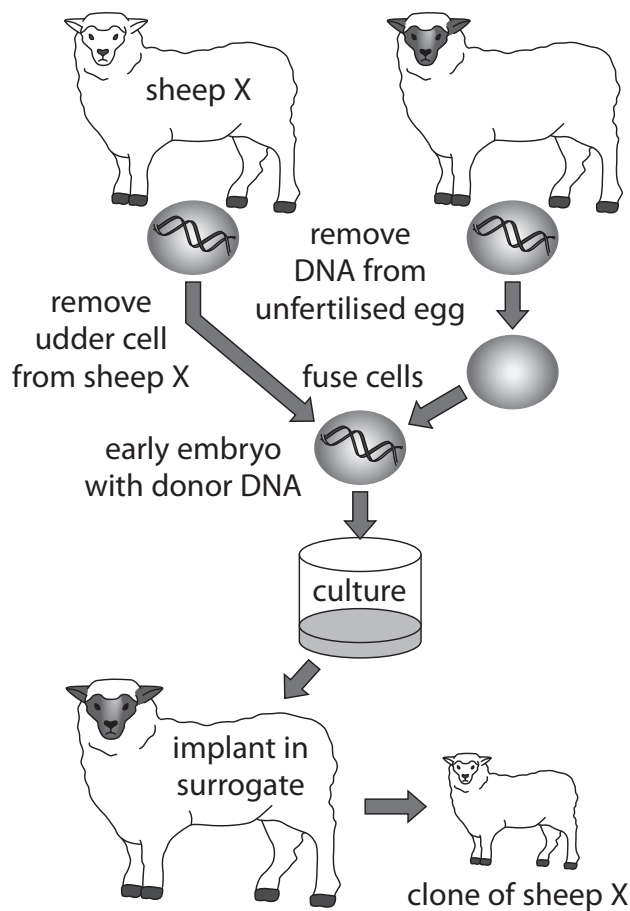 sheep X
remove
DNA from
unfertilised egg
remove
udder cell
from sheep X
fuse cells
early embryo
with donor DNA
culture
implant in
surrogate
clone of sheep X